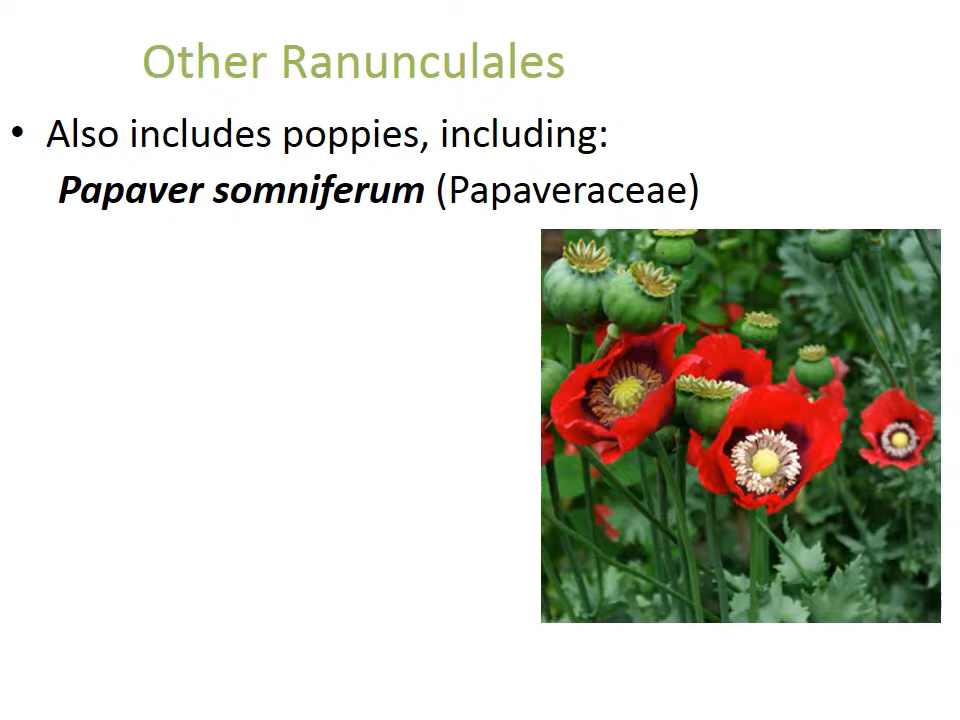 Other Ranunculales
• Also includes poppies, including:
Papaver somniferum (Papaveraceae)